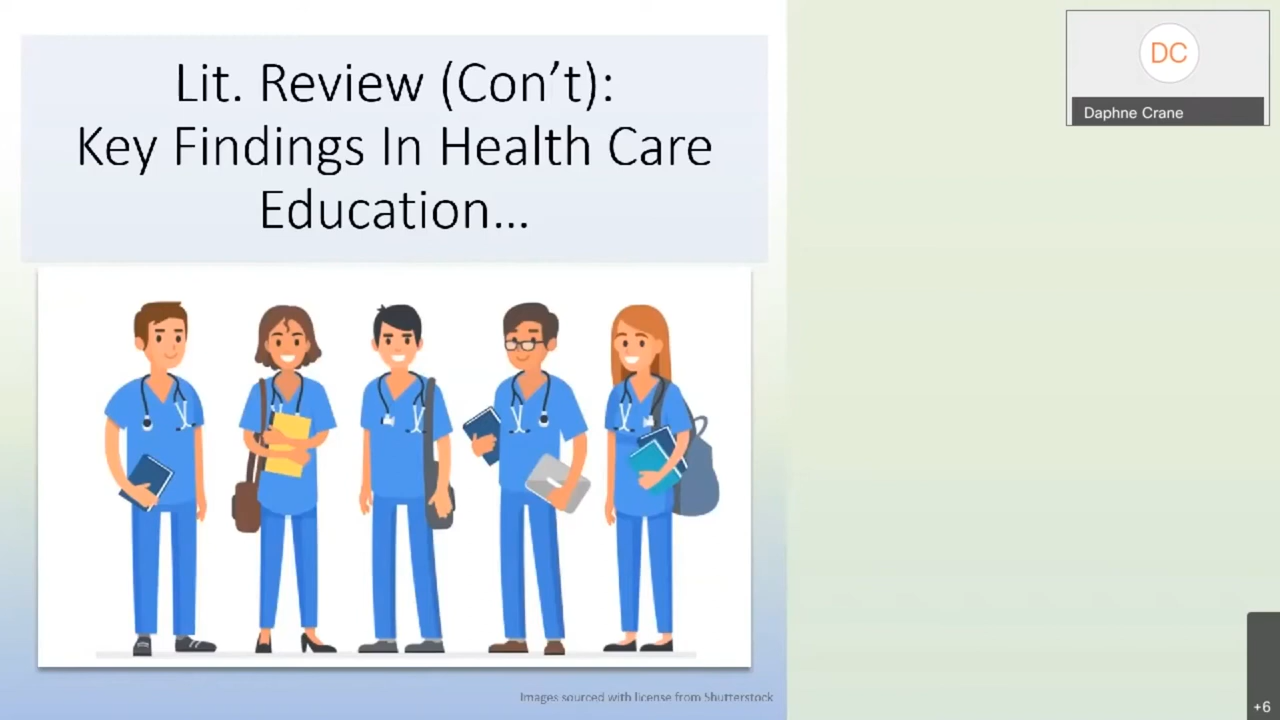 Lit. Review (Con’t):
Key Findings In Health Care
Education…
DC
Daphne Crane
Images sourced with license from Shutterstock
+6